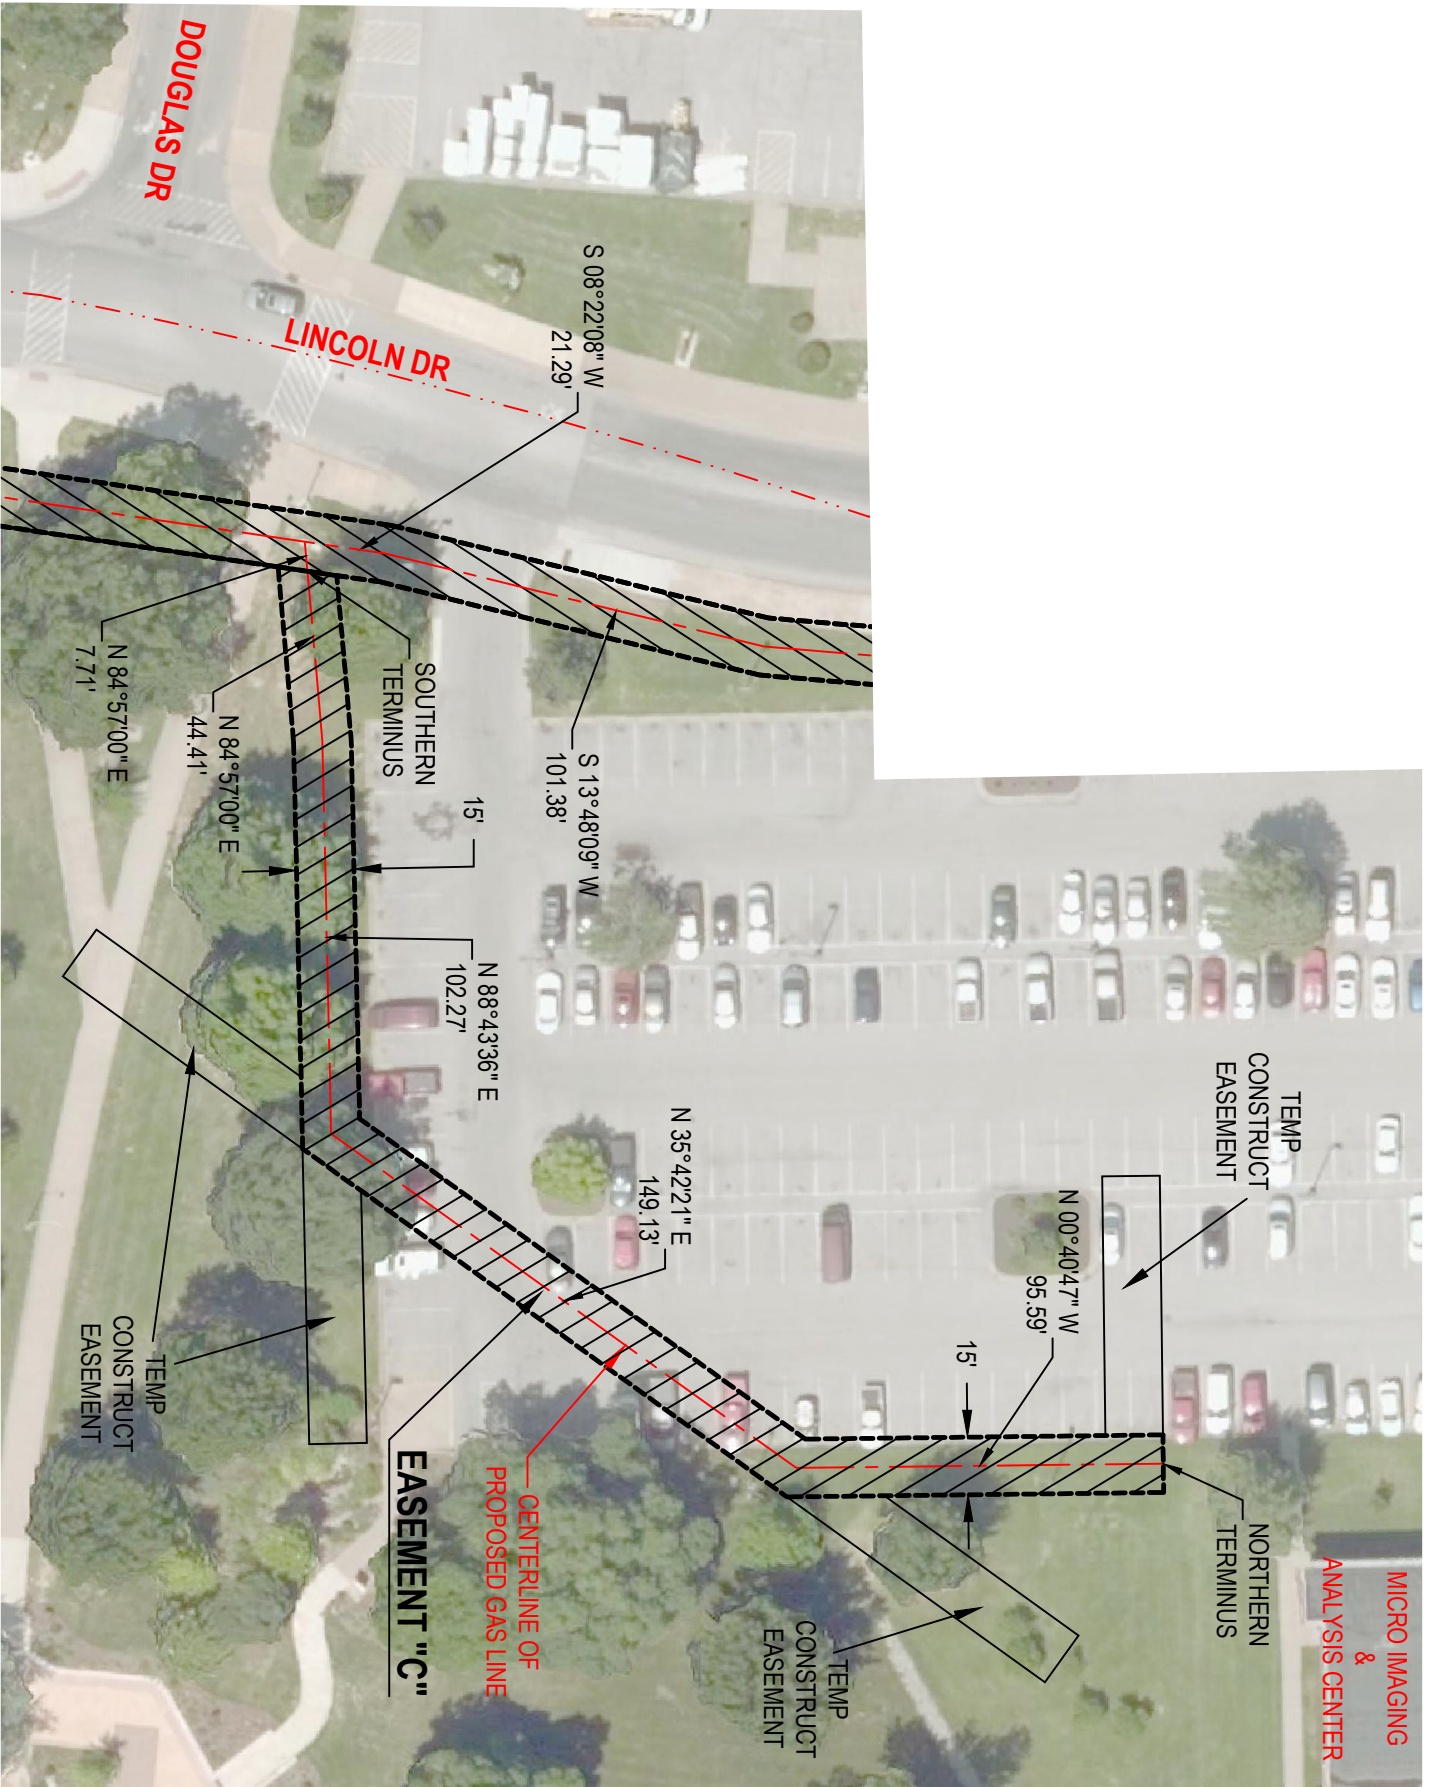 DOUGLAS DR
LINCOLN DR
S 08°22'08" W
21.29'
S 13°48'09" W
101.38'
SOUTHERN
TERMINUS
N 84°57'00" E
7.71'
N 84°57'00" E
44.41'
15'
N 88°43'36" E
102.27'
N 35°42'21" E
149.13'
TEMP
CONSTRUCT
EASEMENT
N 00°40'47" W
95.59'
15'
TEMP
CONSTRUCT
EASEMENT
EASEMENT "C"
CENTERLINE OF
PROPOSED GAS LINE
NORTHERN
TERMINUS
TEMP
CONSTRUCT
EASEMENT
MICRO IMAGING
&
ANALYSIS CENTER